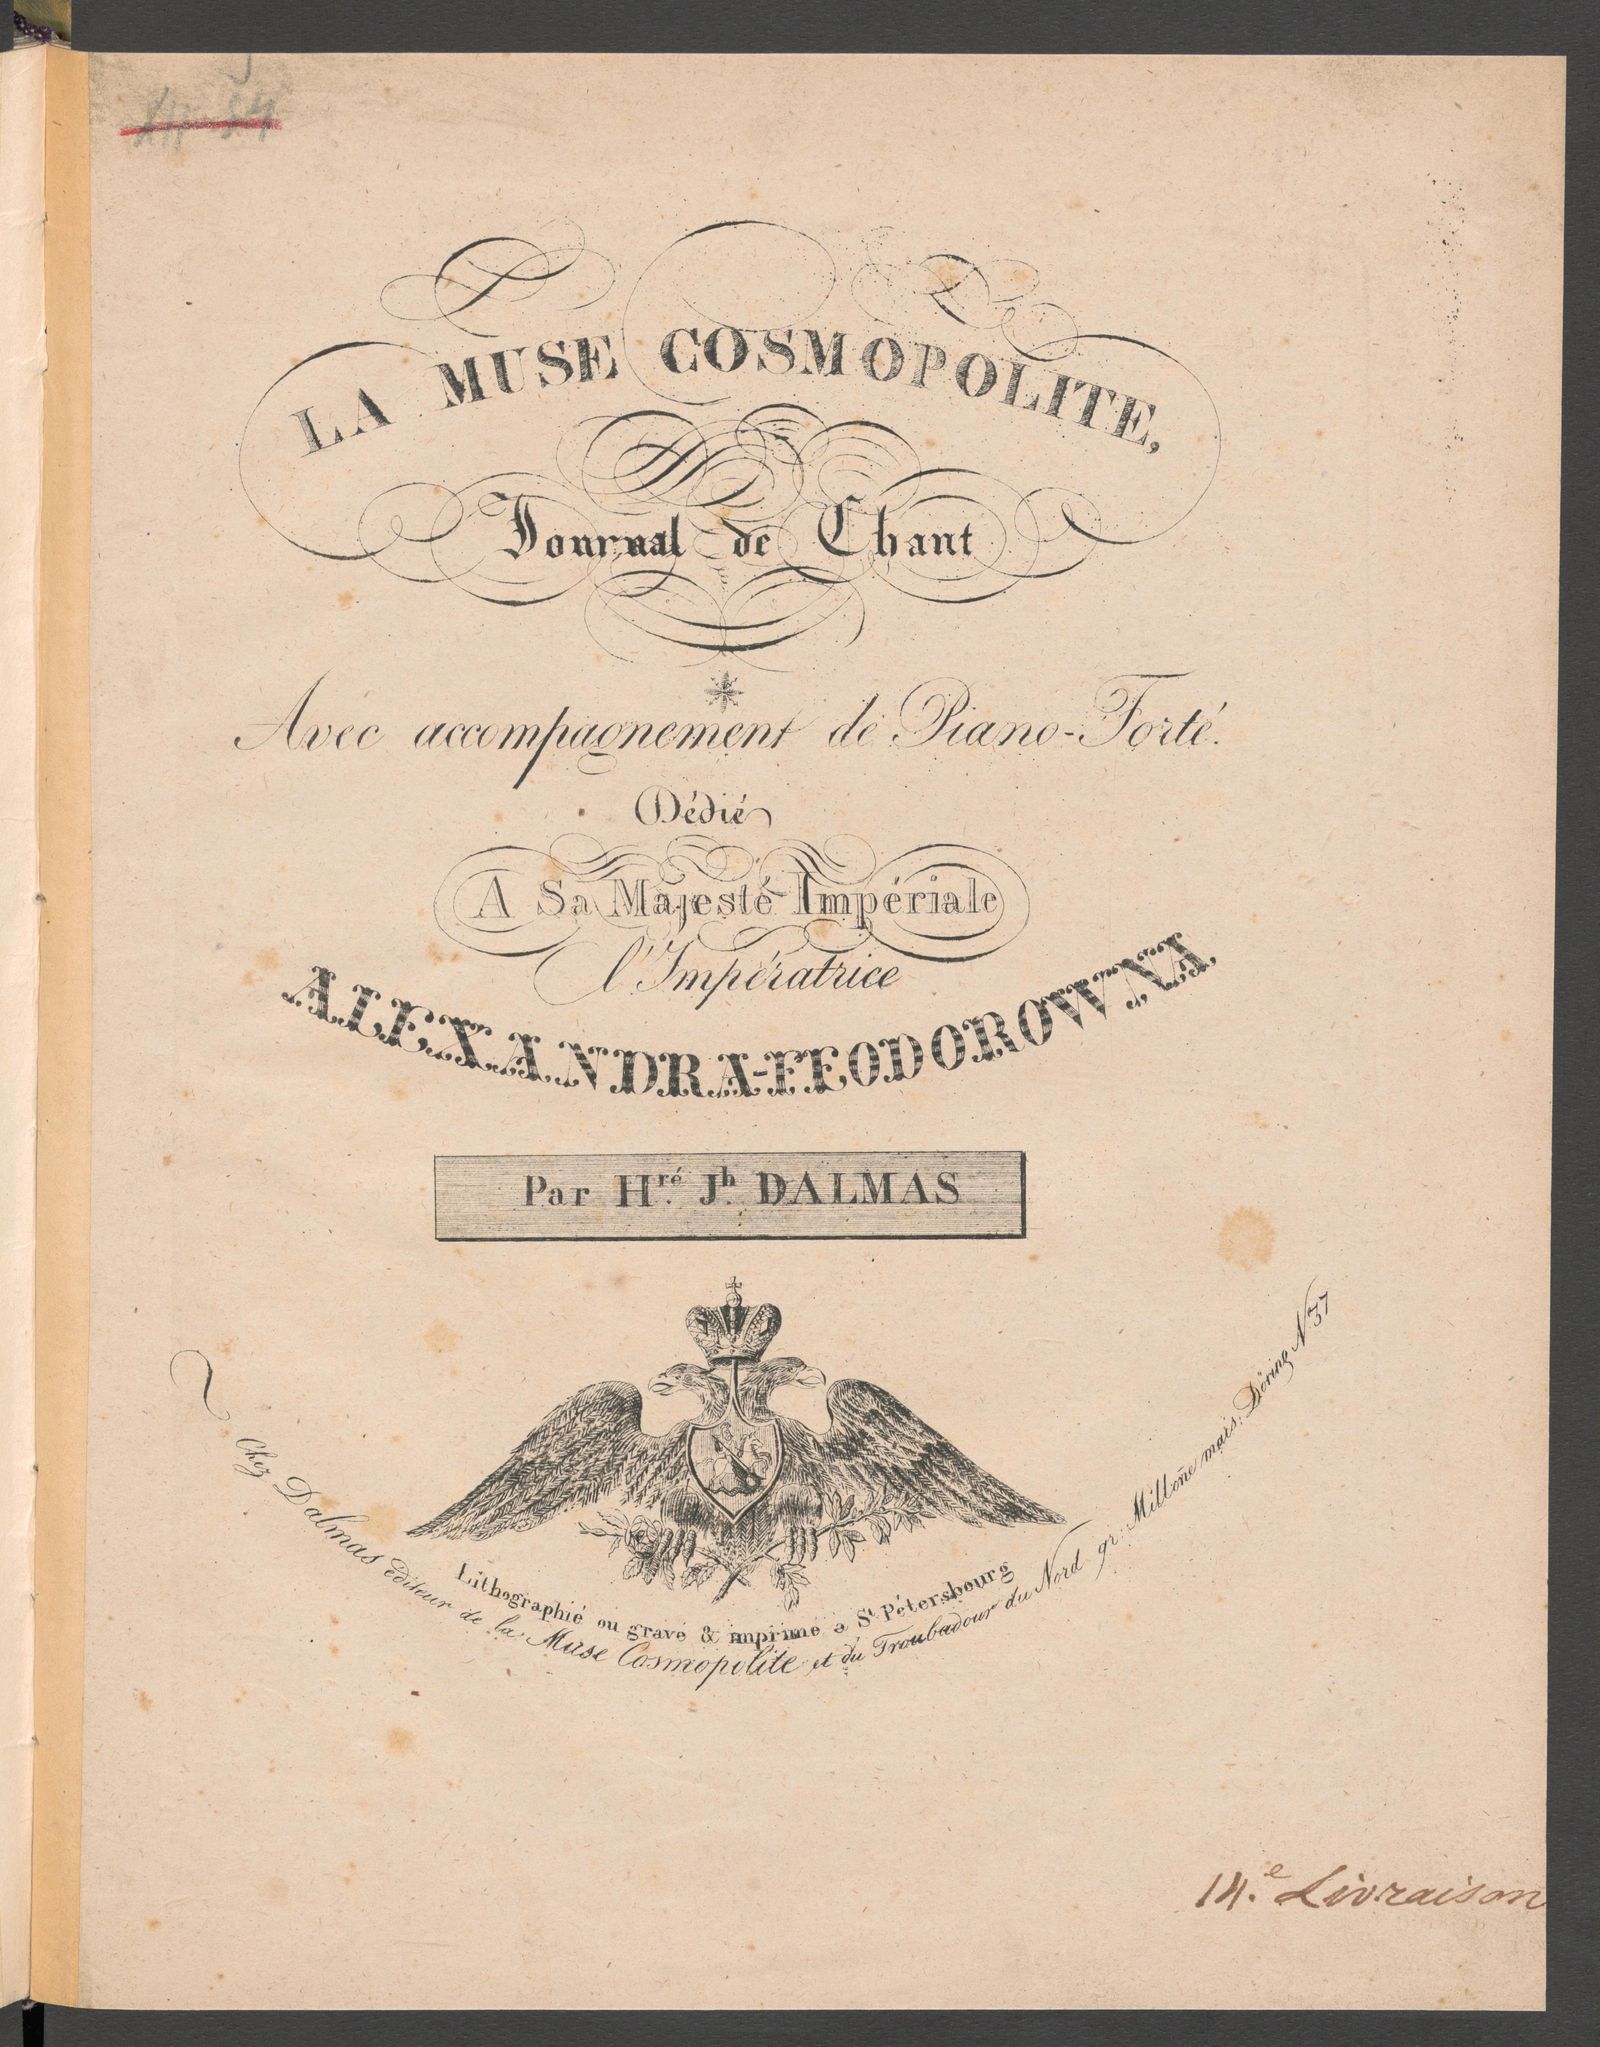 LA MUSE COSMOPOLITE,
Journal de Chant
Avec accompagnement de Piano-Forté.
Dédié
A Sa Majesté Impériale
l'Impératrice
ALEXANDRA-FEODOROWNA
Par Hré. Jh. DALMAS
Lithographié ou gravé & imprimé à St Pétersbourg
Chez Dalmas éditeur de la Muse Cosmopolite et du Troubadour du Nord gr: Millone mais: Döring No 37
14.e Livraison